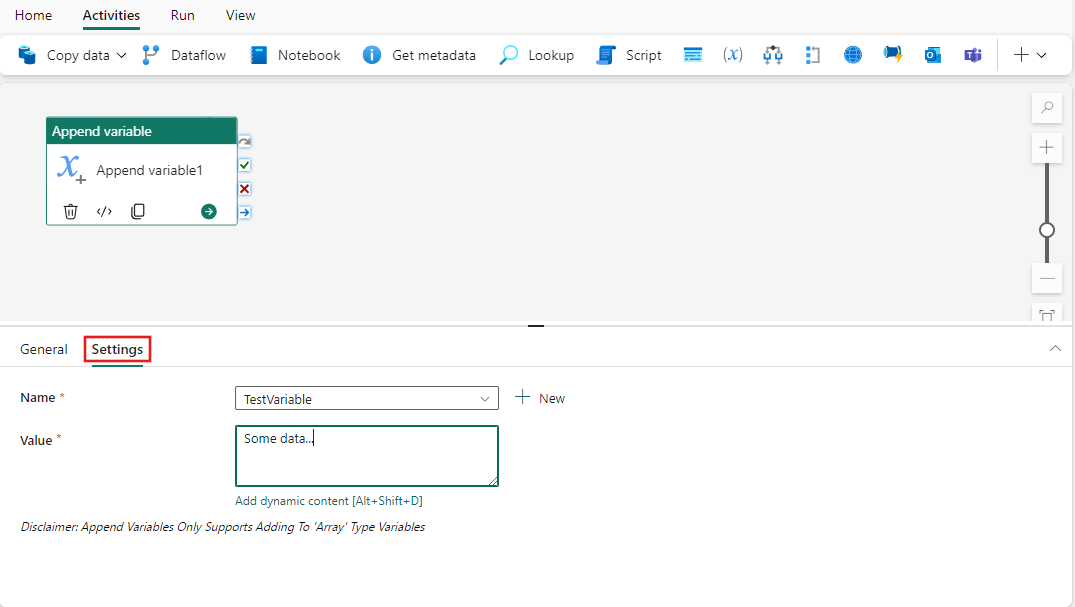 Home Activities Run View
Copy data Dataflow Notebook Get metadata Lookup Script (x)
Append variable
Append variable1
General Settings
Name * TestVariable New
Value * Some data...
Add dynamic content [Alt+Shift+D]
Disclaimer: Append Variables Only Supports Adding To 'Array' Type Variables